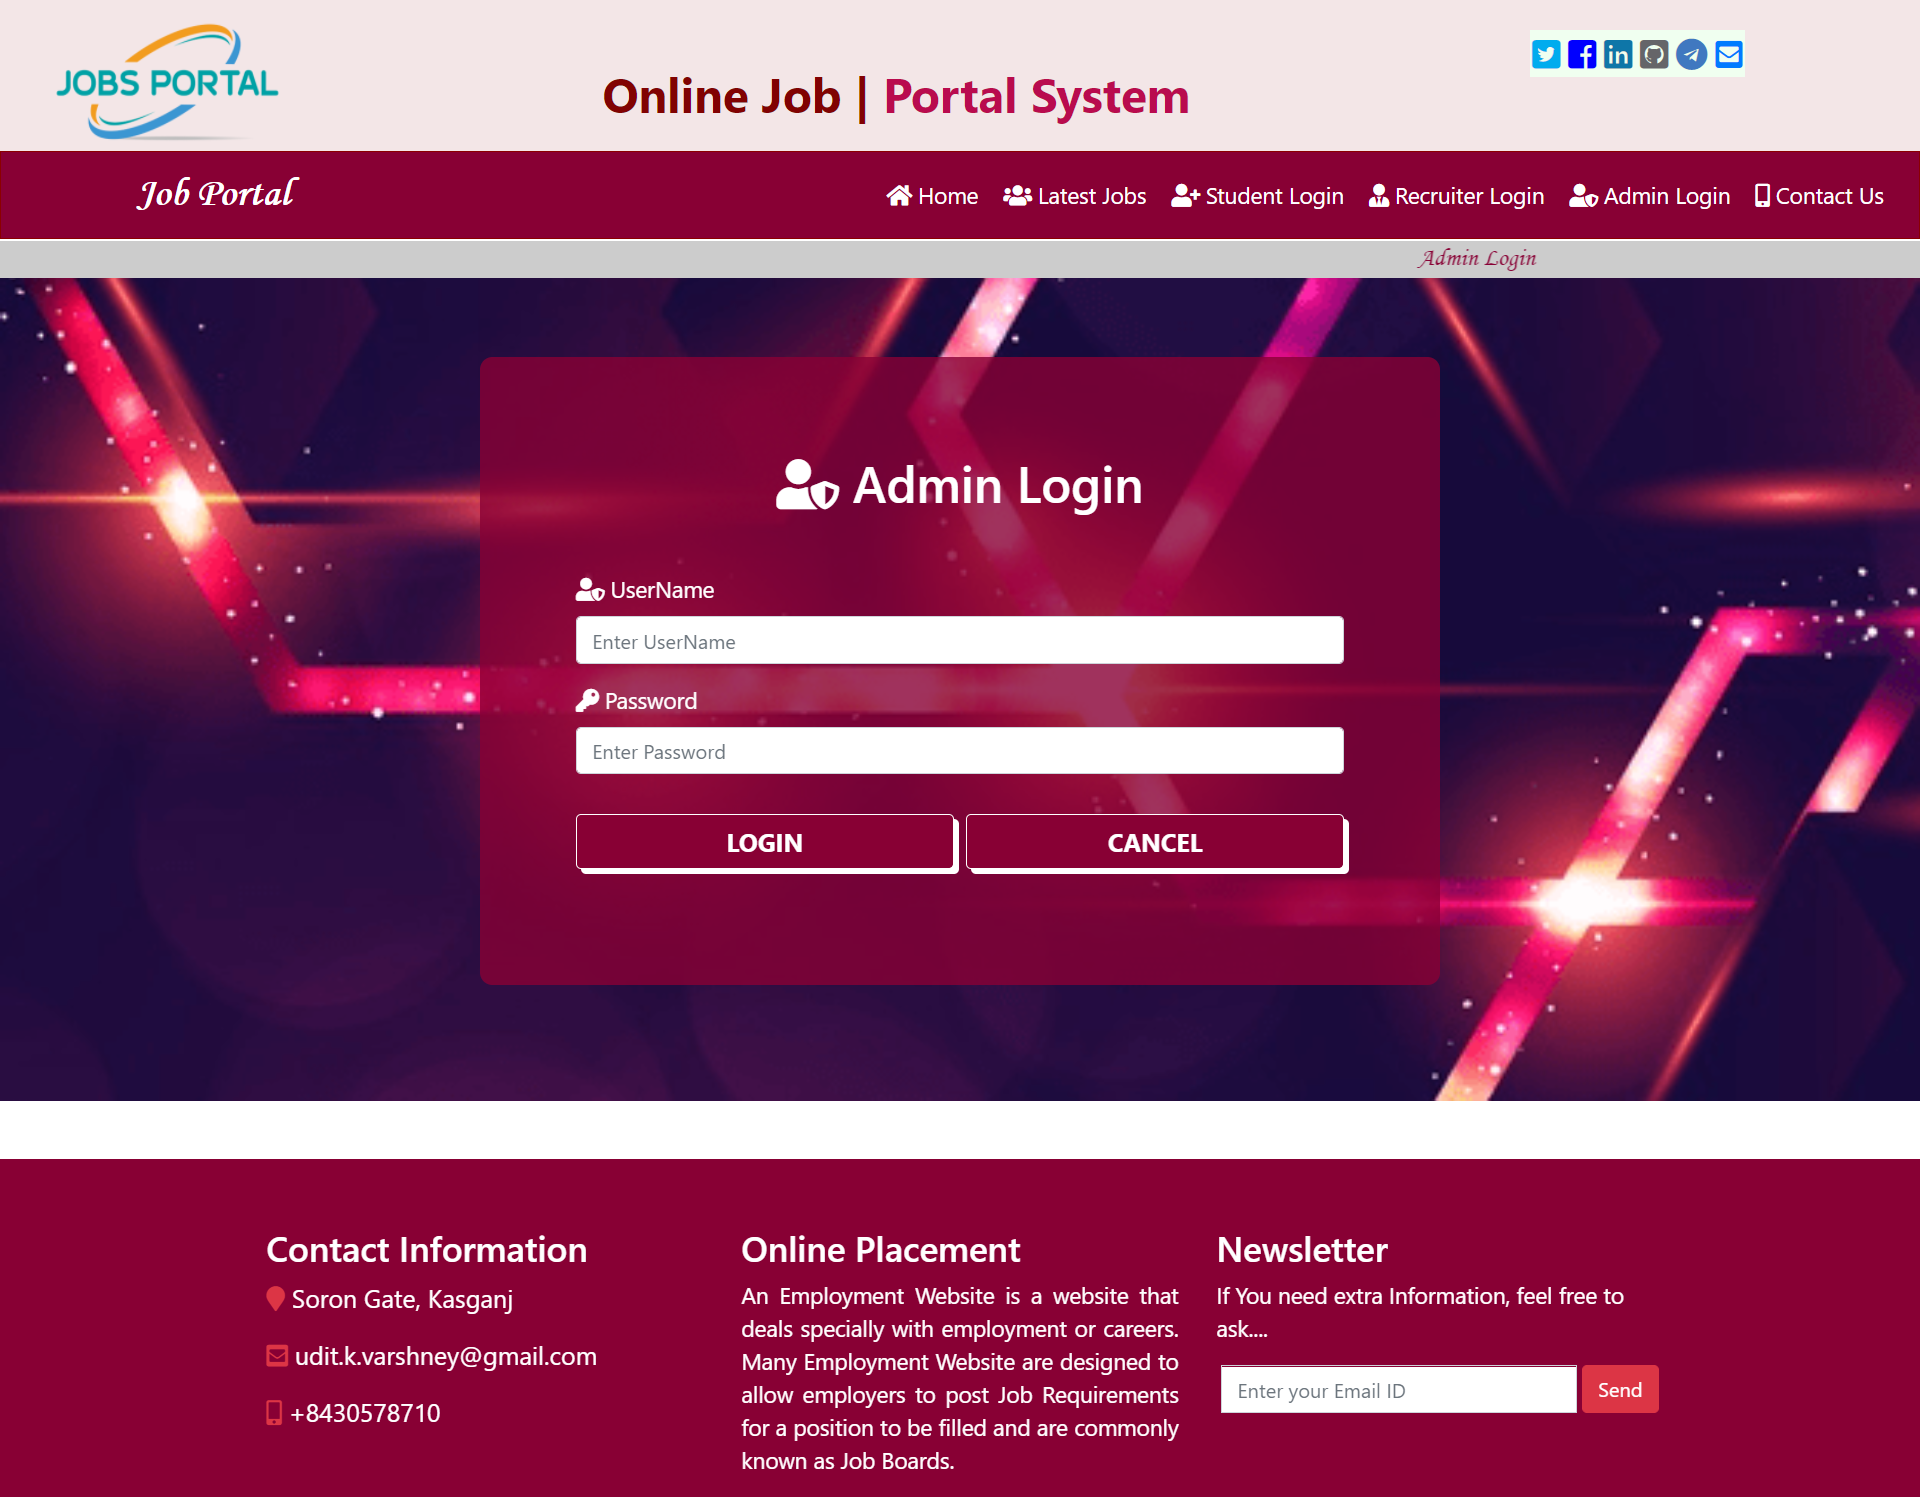 JOBS PORTAL
Online Job | Portal System
Job Portal
Home Latest Jobs Student Login Recruiter Login Admin Login Contact Us
Admin Login
Admin Login
UserName
Enter UserName
Password
Enter Password
LOGIN CANCEL
Contact Information
Soron Gate, Kasganj
udit.k.varshney@gmail.com
+8430578710
Online Placement
An Employment Website is a website that
deals specially with employment or careers.
Many Employment Website are designed to
allow employers to post Job Requirements
for a position to be filled and are commonly
known as Job Boards.
Newsletter
If You need extra Information, feel free to
ask....
Enter your Email ID Send